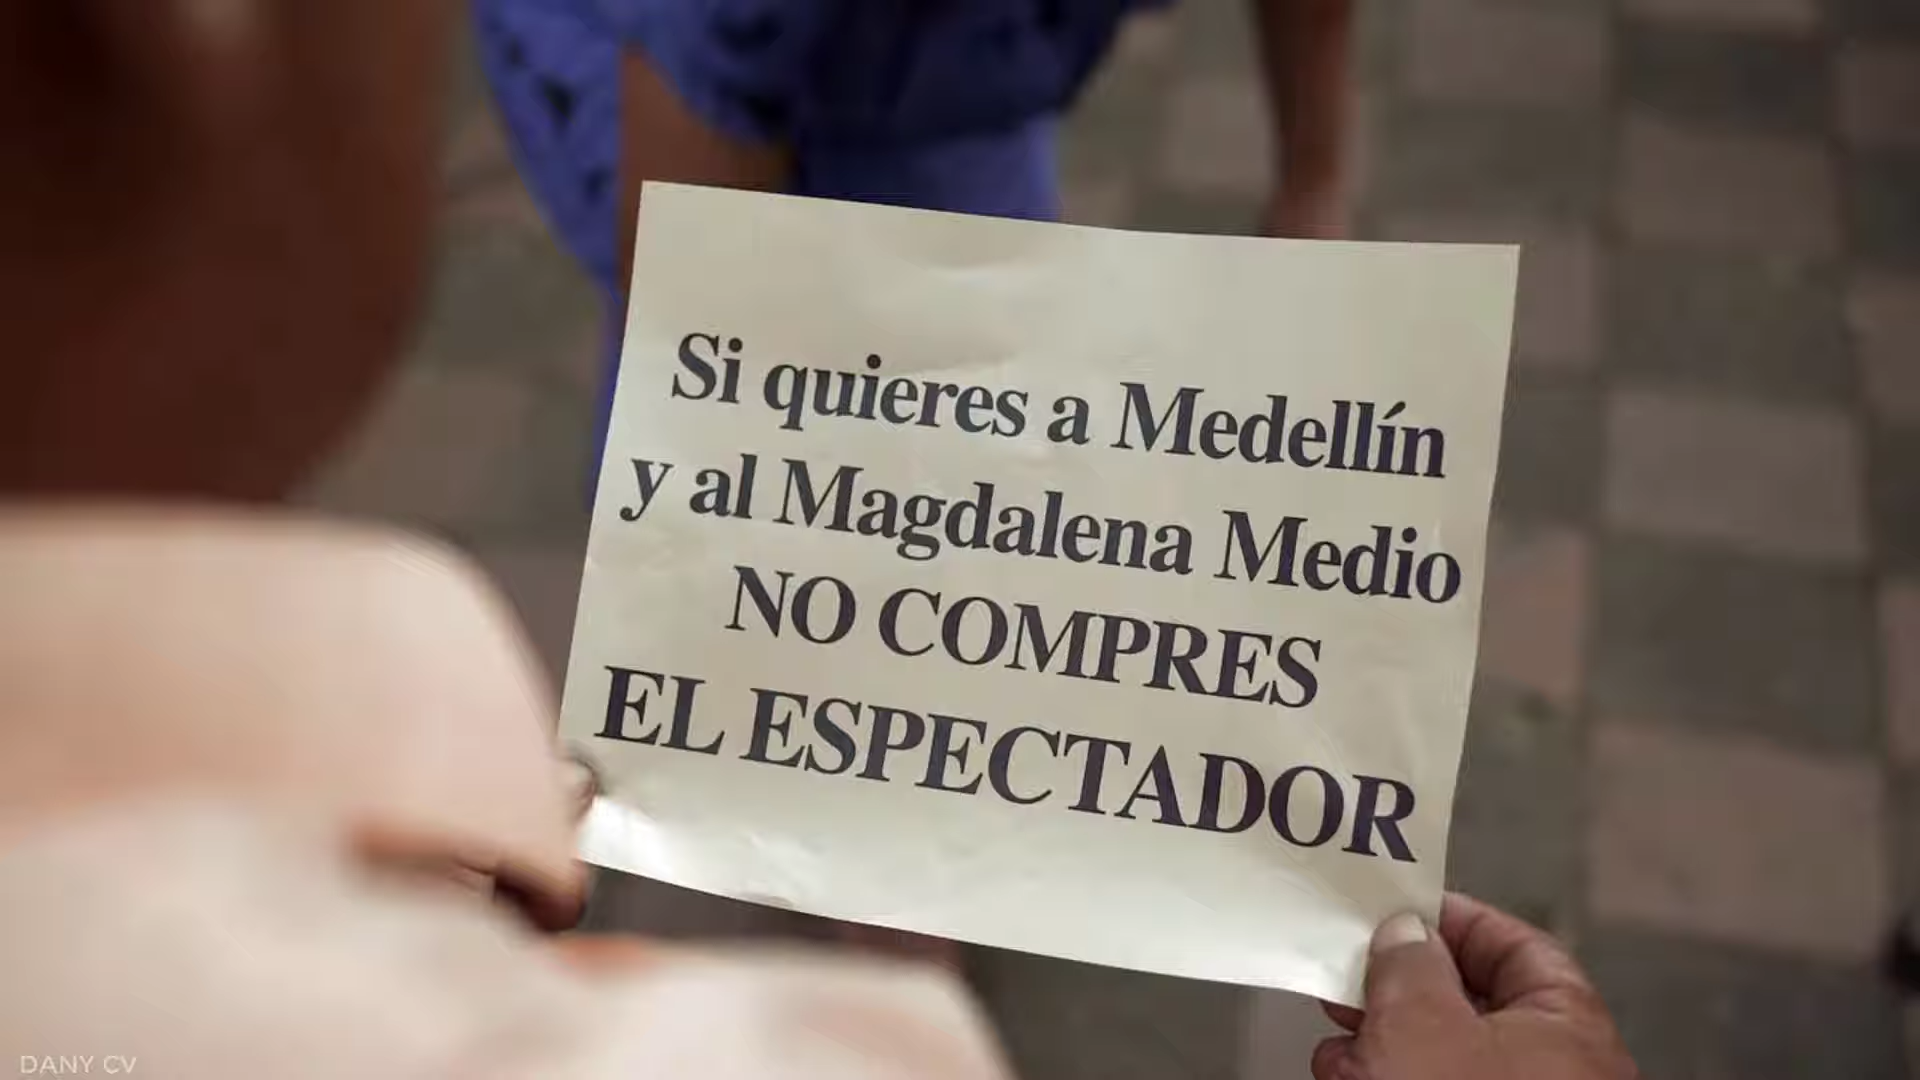 Si quieres a Medellín
y al Magdalena Medio
NO COMPRES
EL ESPECTADOR
DANY CV